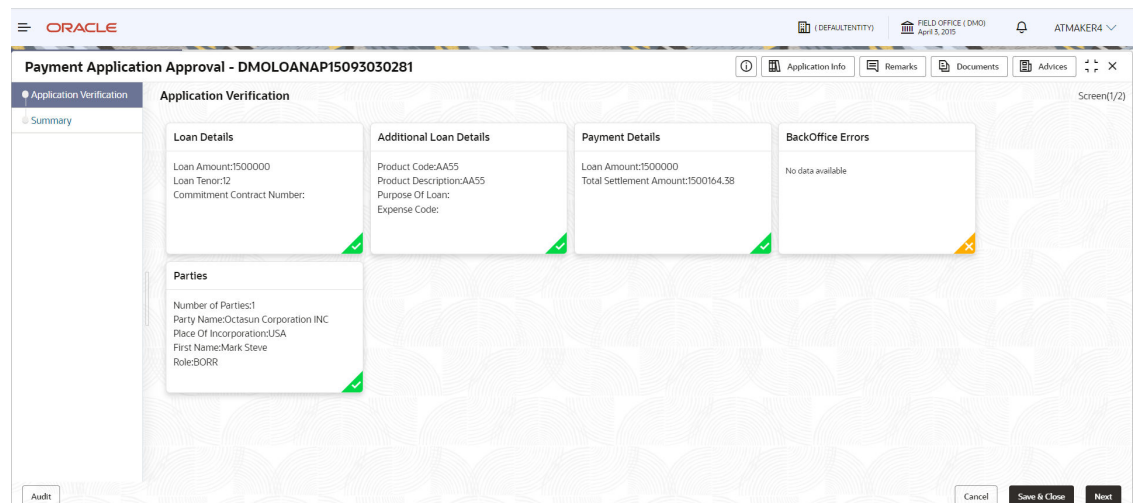 ORACLE
( DEFAULTENTITY)
FIELD OFFICE ( DMO)
April 3, 2015
ATMAKER4
Payment Application Approval - DMOLOANAP15093030281
Application Info
Remarks
Documents
Advices
Application Verification
Summary
Application Verification
Screen(1/2)
Loan Details
Loan Amount:1500000
Loan Tenor:12
Commitment Contract Number:
Additional Loan Details
Product Code:AA55
Product Description:AA55
Purpose Of Loan:
Expense Code:
Payment Details
Loan Amount:1500000
Total Settlement Amount:1500164.38
BackOffice Errors
No data available
Parties
Number of Parties:1
Party Name:Octasun Corporation INC
Place Of Incorporation:USA
First Name:Mark Steve
Role:BORR
Audit
Cancel
Save & Close
Next